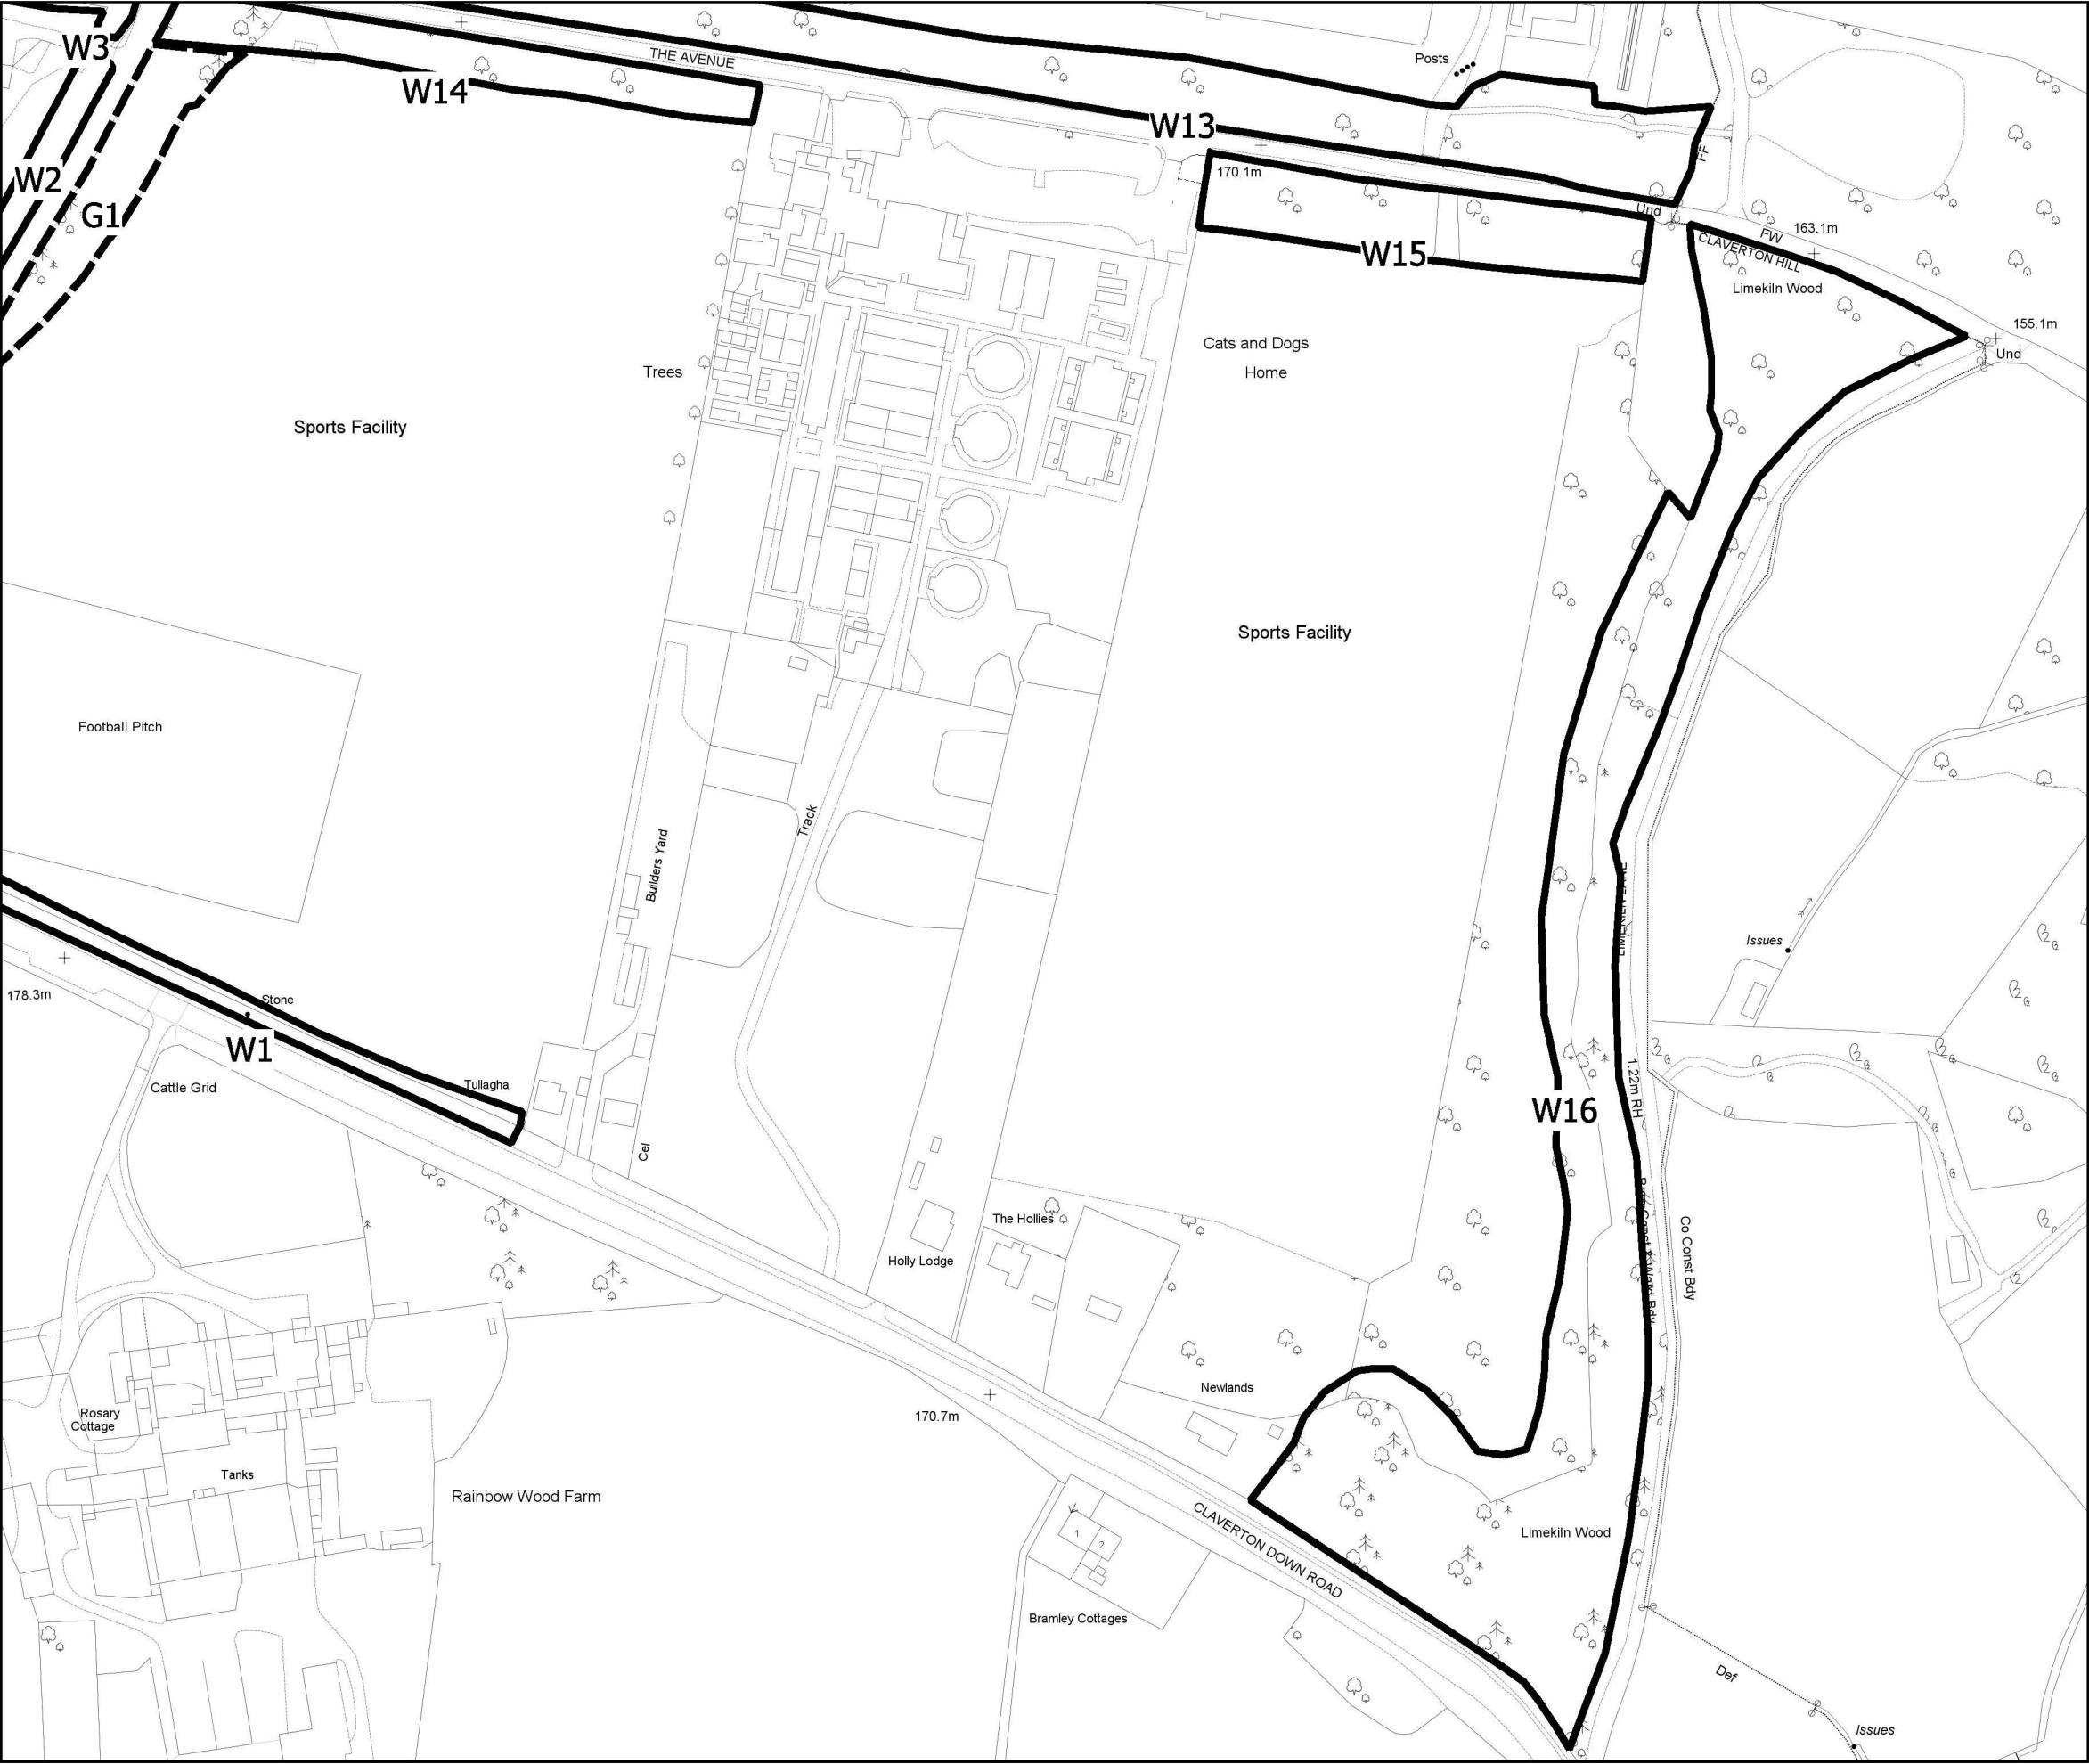 W3
THE AVENUE
Posts
W14
W13
FF
W2
170.1m
G1
Und
FW
163.1m
CLAVERTON HILL
W15
Limekiln Wood
155.1m
Und
Cats and Dogs
Home
Trees
Sports Facility
Sports Facility
Football Pitch
Track
Builders Yard
LIMEKILN LANE
Issues
178.3m
Stone
W1
Tullagha
Cattle Grid
1.22m RH
W16
Cel
Co Const Bdy
The Hollies
Holly Lodge
Newlands
170.7m
Rosary
Cottage
Tanks
Rainbow Wood Farm
CLAVERTON DOWN ROAD
Limekiln Wood
1
2
Bramley Cottages
Def
Issues